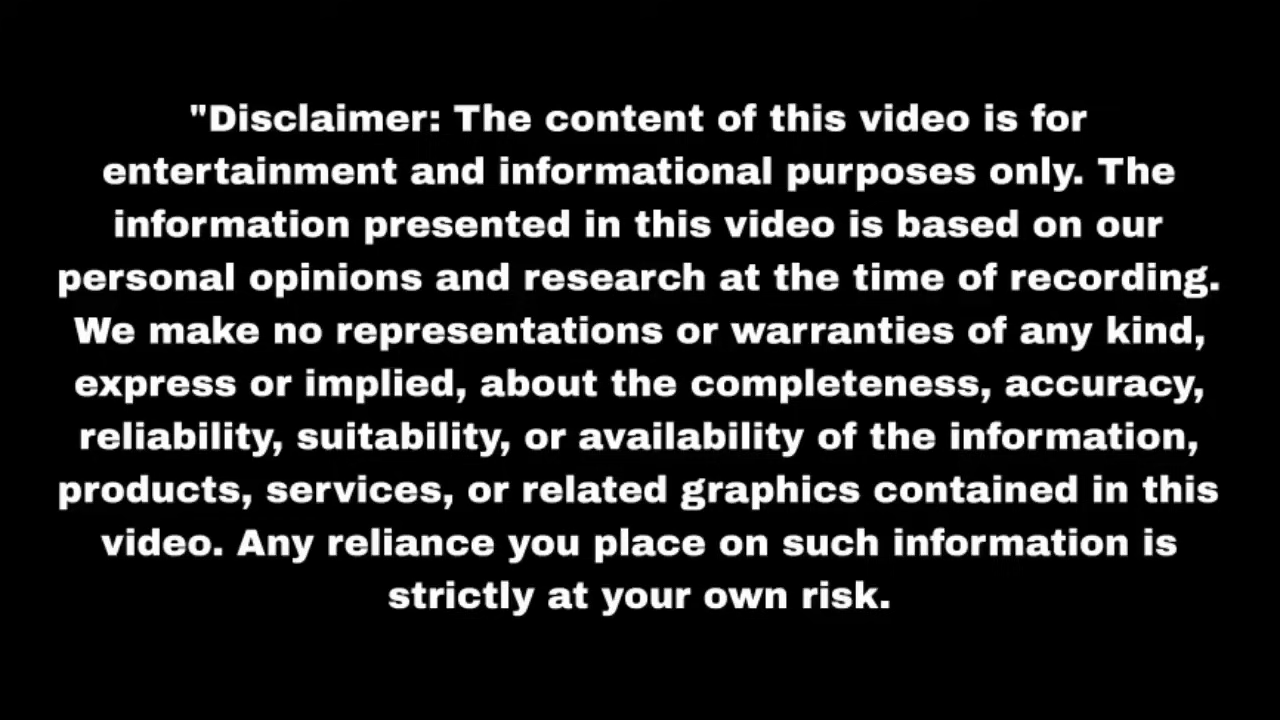 "Disclaimer: The content of this video is for
entertainment and informational purposes only. The
information presented in this video is based on our
personal opinions and research at the time of recording.
We make no representations or warranties of any kind,
express or implied, about the completeness, accuracy,
reliability, suitability, or availability of the information,
products, services, or related graphics contained in this
video. Any reliance you place on such information is
strictly at your own risk.